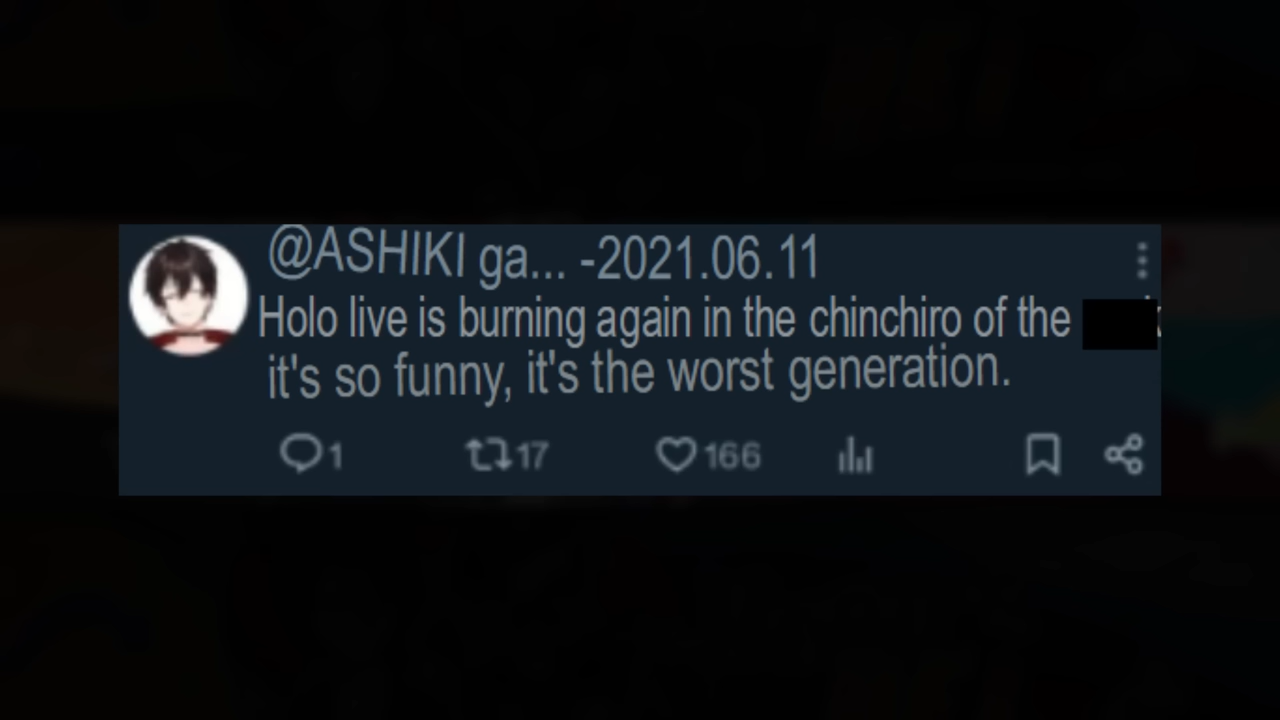 @ASHIKI ga... -2021.06.11
Holo live is burning again in the chinchiro of the
it's so funny, it's the worst generation.
1 17 166